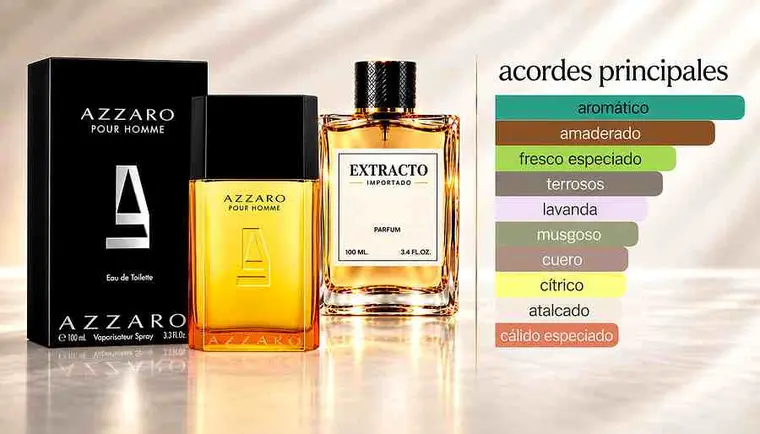 AZZARO
POUR HOMME
Eau de Toilette
AZZARO
℮ 100 ml Vaporisateur Spray 3.3 Fl.Oz
AZZARO
POUR HOMME
EXTRACTO
IMPORTADO
PARFUM
100 ML. 3.4 FL.OZ.
acordes principales
aromático
amaderado
fresco especiado
terrosos
lavanda
musgoso
cuero
cítrico
atalcado
cálido especiado